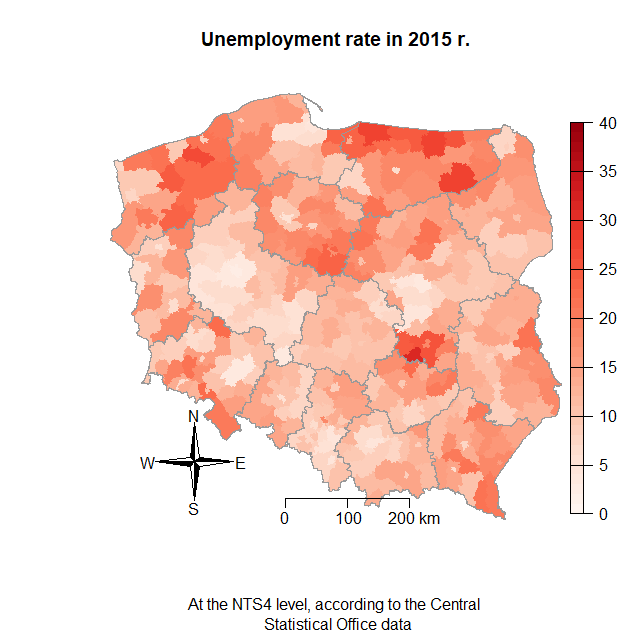 Unemployment rate in 2015 r.
40
35
30
25
20
15
10
5
0
N
W
E
S
0
100
200 km
At the NTS4 level, according to the Central
Statistical Office data